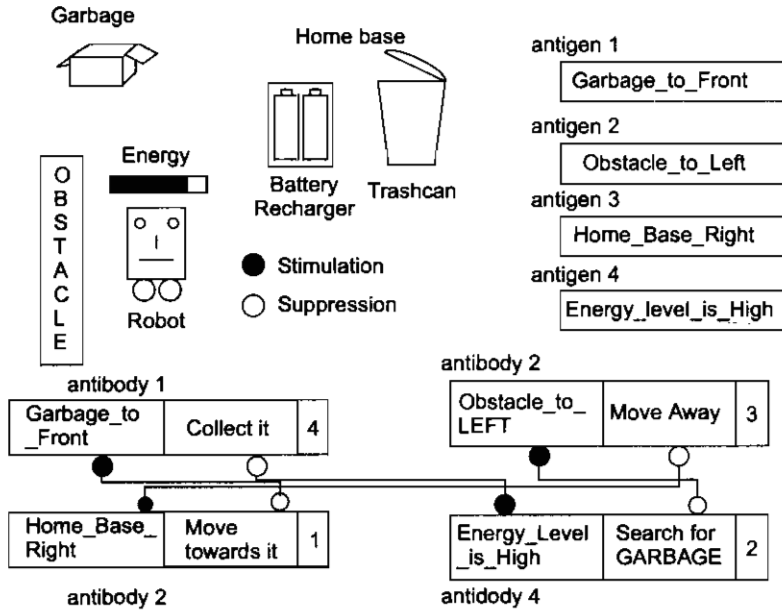 Garbage
Home base
Energy
Battery
Recharger
Trashcan
OBSTACLE
Robot
Stimulation
Suppression
antigen 1
Garbage_to_Front
antigen 2
Obstacle_to_Left
antigen 3
Home_Base_Right
antigen 4
Energy_level_is_High
antibody 1
Garbage_to
_Front
Collect it
4
antibody 2
Obstacle_to_
LEFT
Move Away
3
Home_Base_
Right
Move
towards it
1
antibody 2
Energy_Level
_is_High
Search for
GARBAGE
2
antidody 4